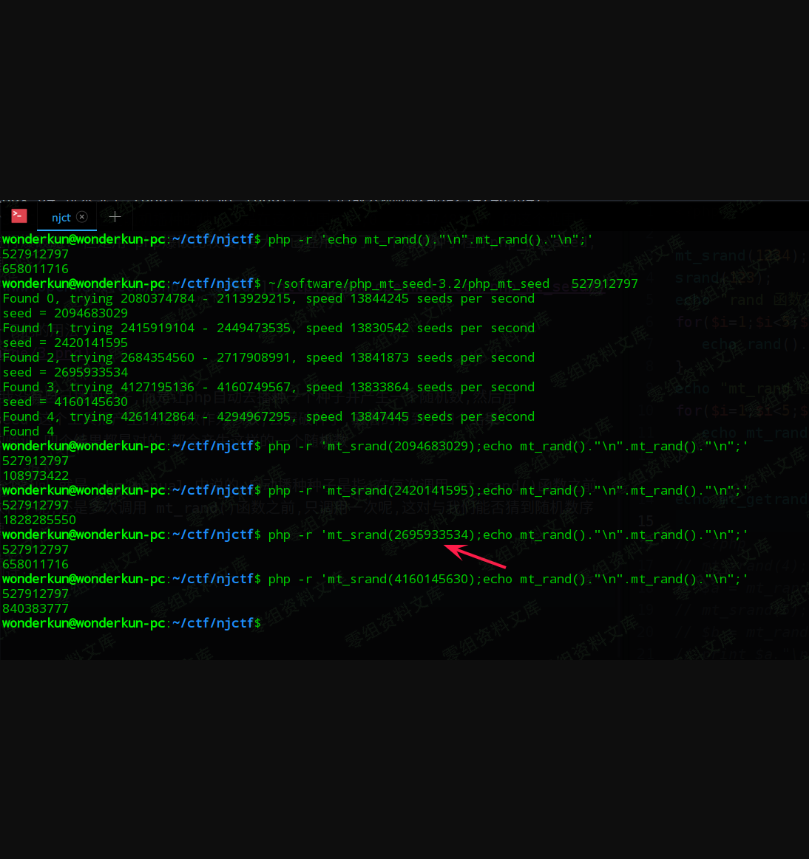 njct
wonderkun@wonderkun-pc:~/ctf/njctf$ php -r 'echo mt_rand()."\n".mt_rand()."\n";'
527912797
658011716
wonderkun@wonderkun-pc:~/ctf/njctf$ ~/software/php_mt_seed-3.2/php_mt_seed   527912797
Found 0, trying 2080374784 - 2113929215, speed 13844245 seeds per second
seed = 2094683029
Found 1, trying 2415919104 - 2449473535, speed 13830542 seeds per second
seed = 2420141595
Found 2, trying 2684354560 - 2717908991, speed 13841873 seeds per second
seed = 2695933534
Found 3, trying 4127195136 - 4160749567, speed 13833864 seeds per second
seed = 4160145630
Found 4, trying 4261412864 - 4294967295, speed 13847445 seeds per second
Found 4
wonderkun@wonderkun-pc:~/ctf/njctf$ php -r 'mt_srand(2094683029);echo mt_rand()."\n".mt_rand()."\n";'
527912797
108973422
wonderkun@wonderkun-pc:~/ctf/njctf$ php -r 'mt_srand(2420141595);echo mt_rand()."\n".mt_rand()."\n";'
527912797
1828285550
wonderkun@wonderkun-pc:~/ctf/njctf$ php -r 'mt_srand(2695933534);echo mt_rand()."\n".mt_rand()."\n";'
527912797
658011716
wonderkun@wonderkun-pc:~/ctf/njctf$ php -r 'mt_srand(4160145630);echo mt_rand()."\n".mt_rand()."\n";'
527912797
840383777
wonderkun@wonderkun-pc:~/ctf/njctf$
零组资料文库